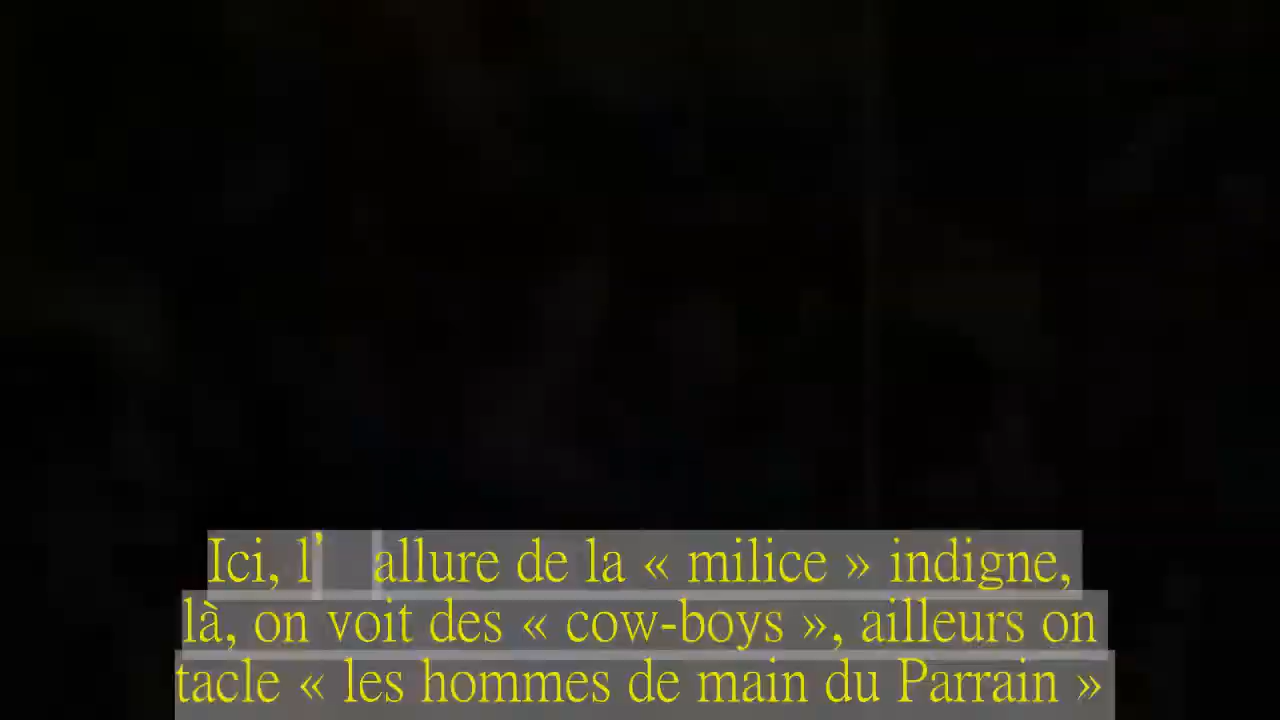 Ici, l’allure de la « milice » indigne,
là, on voit des « cow-boys », ailleurs on
tacle « les hommes de main du Parrain »